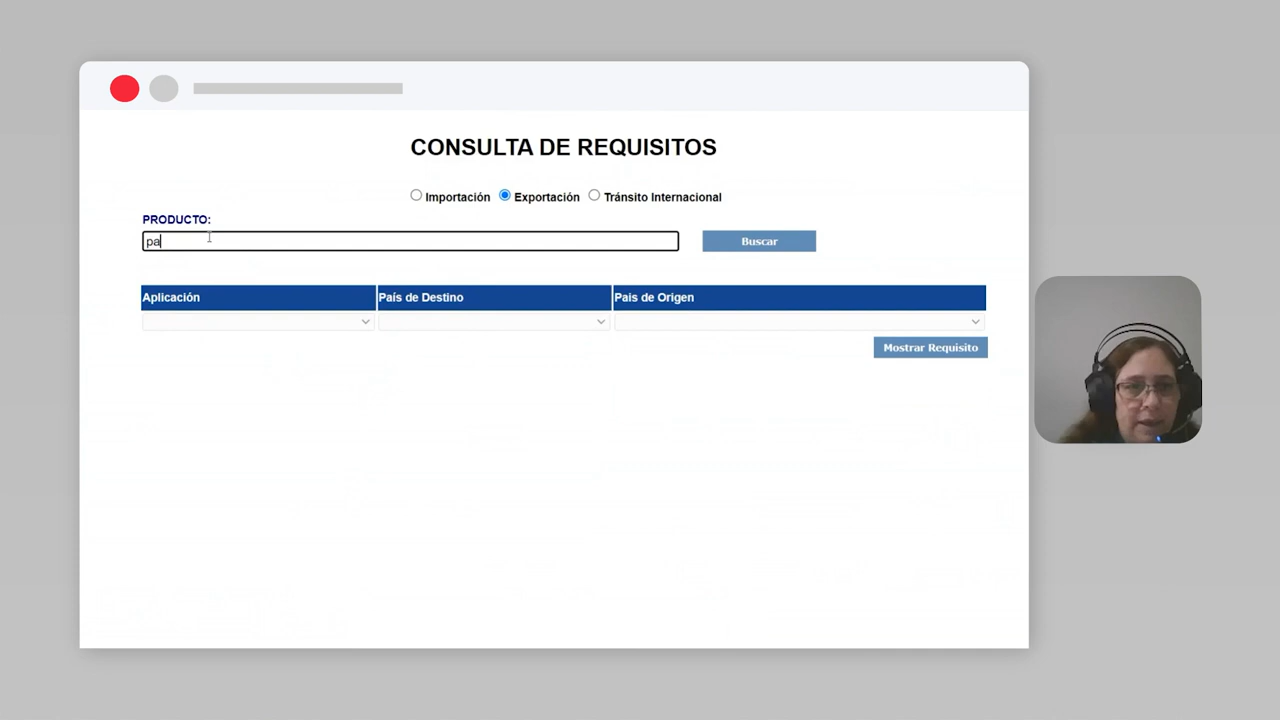 CONSULTA DE REQUISITOS
Importación Exportación Tránsito Internacional
PRODUCTO:
pa
Buscar
Aplicación País de Destino Pais de Origen
Mostrar Requisito